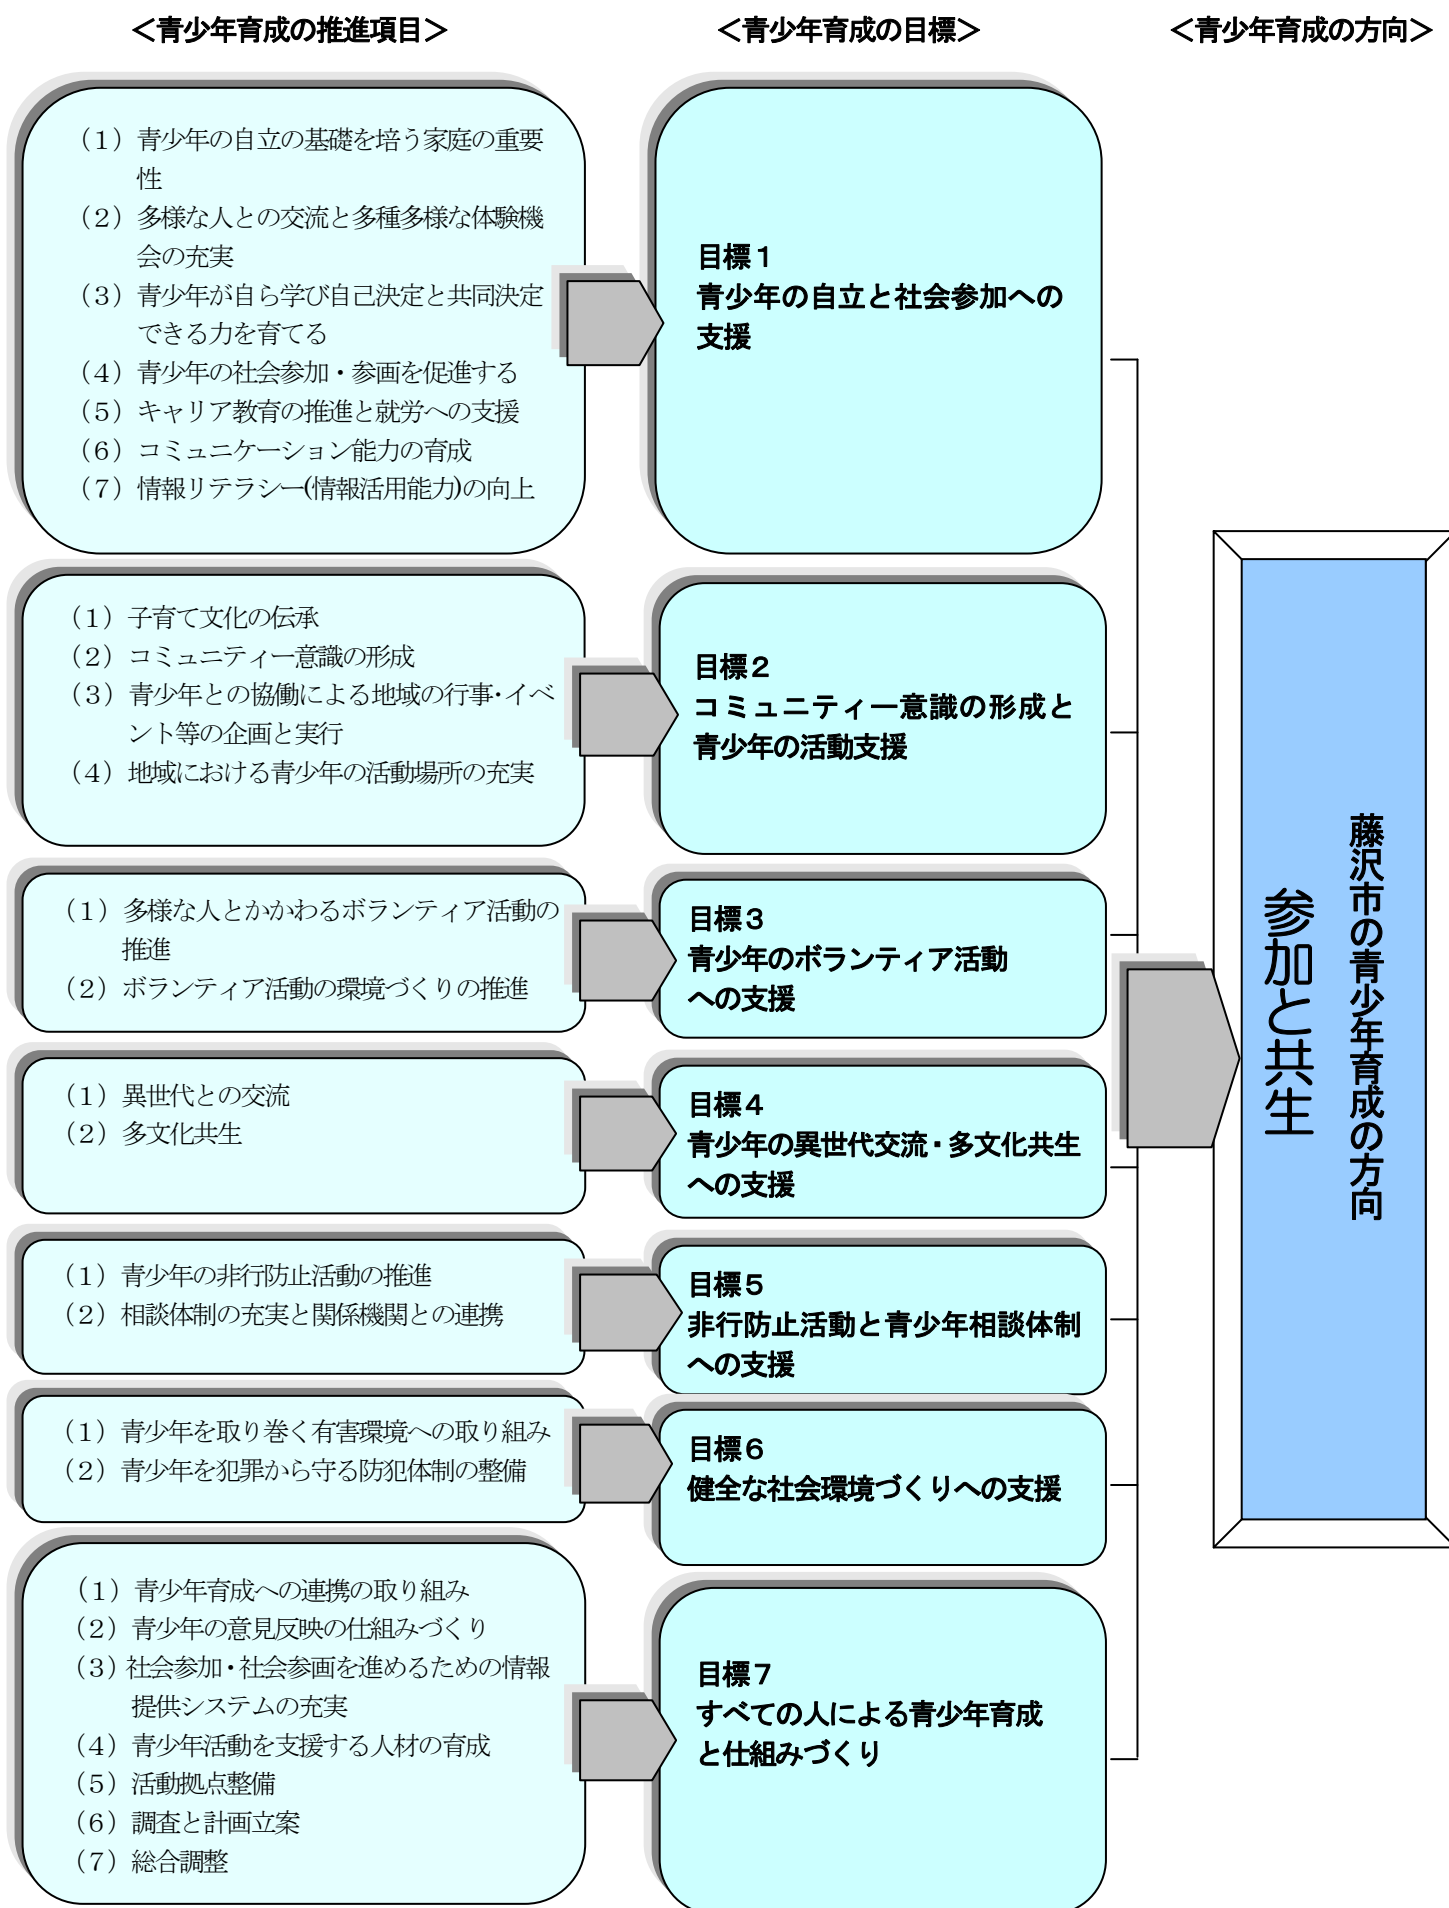 ＜青少年育成の推進項目＞
＜青少年育成の目標＞
＜青少年育成の方向＞
（1）青少年の自立の基礎を培う家庭の重要
性
（2）多様な人との交流と多種多様な体験機
会の充実
（3）青少年が自ら学び自己決定と共同決定
できる力を育てる
（4）青少年の社会参加・参画を促進する
（5）キャリア教育の推進と就労への支援
（6）コミュニケーション能力の育成
（7）情報リテラシー(情報活用能力)の向上
目標１
青少年の自立と社会参加への
支援
（1）子育て文化の伝承
（2）コミュニティー意識の形成
（3）青少年との協働による地域の行事・イベ
ント等の企画と実行
（4）地域における青少年の活動場所の充実
目標２
コミュニティー意識の形成と
青少年の活動支援
（1）多様な人とかかわるボランティア活動の
推進
（2）ボランティア活動の環境づくりの推進
目標３
青少年のボランティア活動
への支援
（1）異世代との交流
（2）多文化共生
目標４
青少年の異世代交流・多文化共生
への支援
（1）青少年の非行防止活動の推進
（2）相談体制の充実と関係機関との連携
目標５
非行防止活動と青少年相談体制
への支援
（1）青少年を取り巻く有害環境への取り組み
（2）青少年を犯罪から守る防犯体制の整備
目標６
健全な社会環境づくりへの支援
（1）青少年育成への連携の取り組み
（2）青少年の意見反映の仕組みづくり
（3）社会参加・社会参画を進めるための情報
提供システムの充実
（4）青少年活動を支援する人材の育成
（5）活動拠点整備
（6）調査と計画立案
（7）総合調整
目標７
すべての人による青少年育成
と仕組みづくり
藤沢市の青少年育成の方向
参加と共生